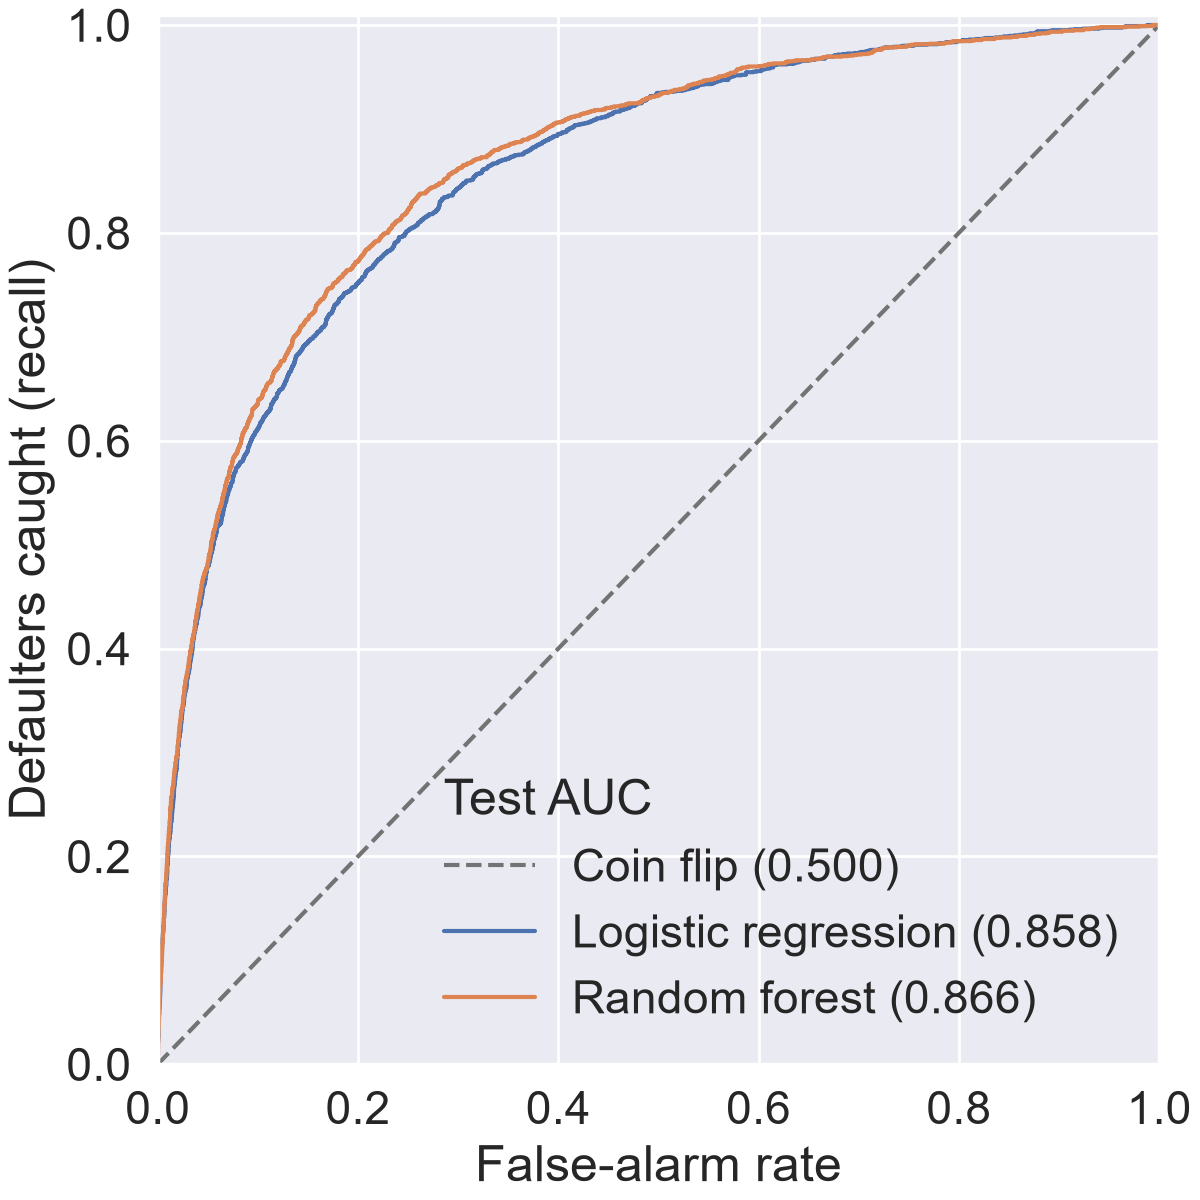 1.0
0.8
0.6
0.4
0.2
0.0
Defaulters caught (recall)
Test AUC
Coin flip (0.500)
Logistic regression (0.858)
Random forest (0.866)
0.0 0.2 0.4 0.6 0.8 1.0
False-alarm rate